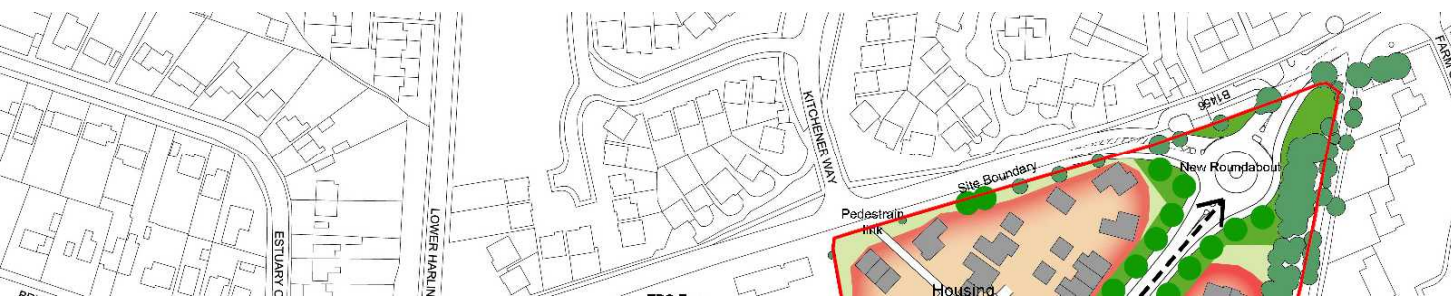 FARM
B1456
KITCHENER WAY
New Roundabout
Site Boundary
Pedestrain
link
LOWER HARLIN
ESTUARY
Housing